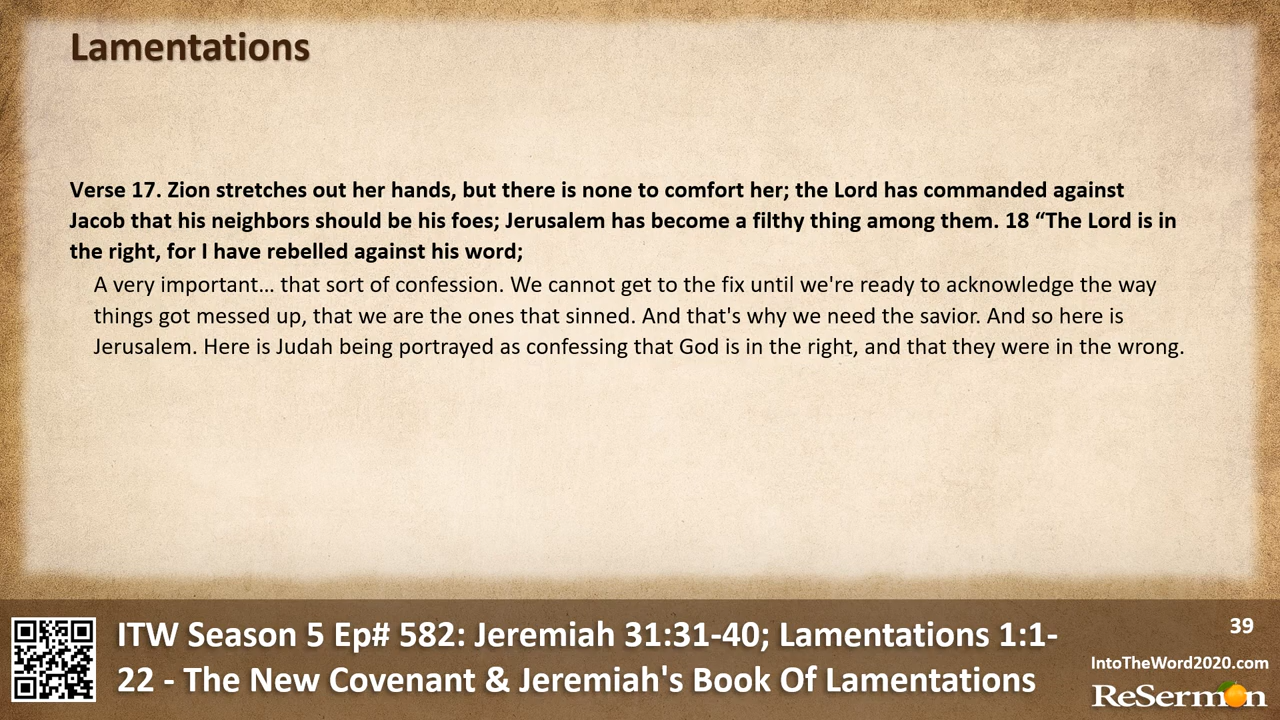 Lamentations
Verse 17. Zion stretches out her hands, but there is none to comfort her; the Lord has commanded against
Jacob that his neighbors should be his foes; Jerusalem has become a filthy thing among them. 18 “The Lord is in
the right, for I have rebelled against his word;
A very important… that sort of confession. We cannot get to the fix until we're ready to acknowledge the way
things got messed up, that we are the ones that sinned. And that's why we need the savior. And so here is
Jerusalem. Here is Judah being portrayed as confessing that God is in the right, and that they were in the wrong.
ITW Season 5 Ep# 582: Jeremiah 31:31-40; Lamentations 1:1-
22 - The New Covenant & Jeremiah's Book Of Lamentations
39
IntoTheWord2020.com
ReSermon